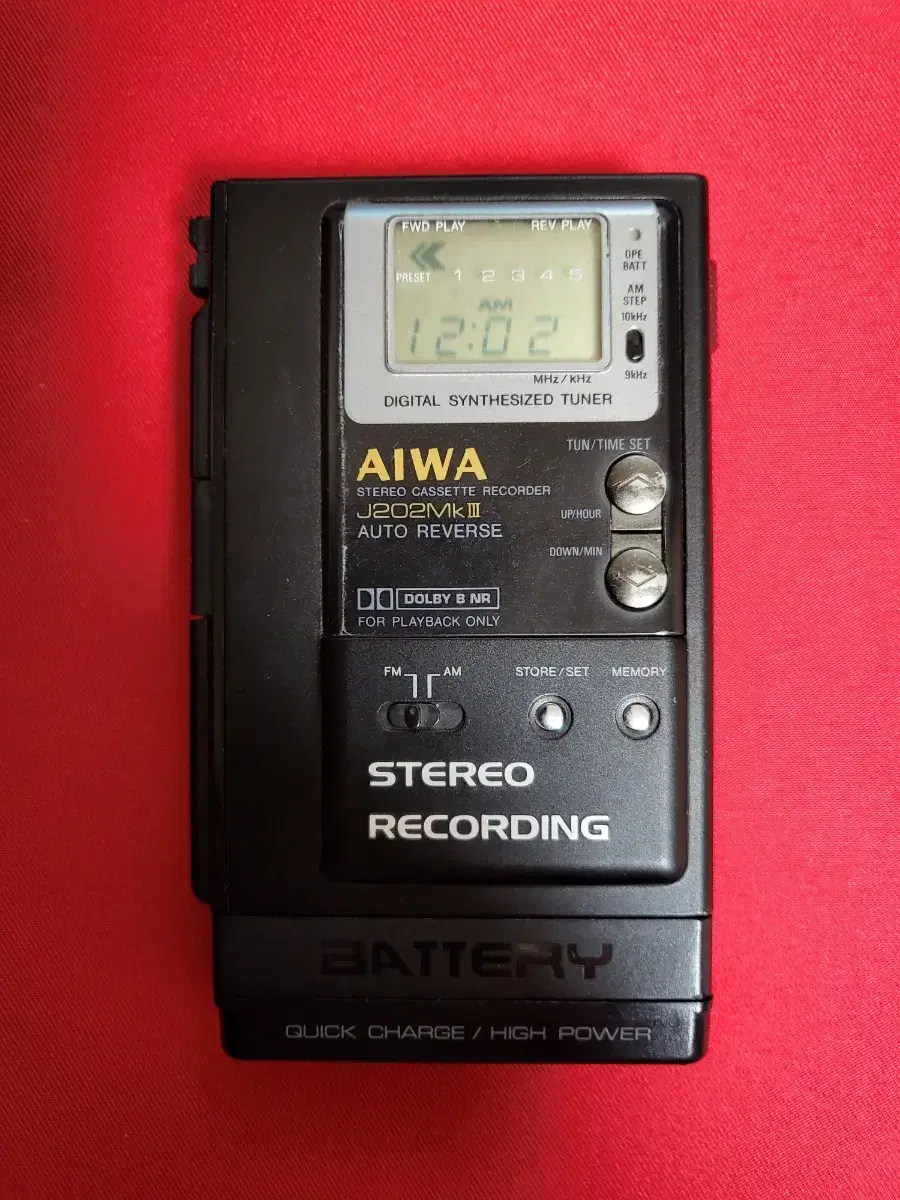 FWD PLAY REV PLAY
PRESET 1 2 3 4 5
AM
12:02
MHz / kHz
DIGITAL SYNTHESIZED TUNER
OPE
BATT
AM
STEP
10kHz
9kHz
TUN/TIME SET
AIWA
STEREO CASSETTE RECORDER
J202MkⅢ
AUTO REVERSE
UP/HOUR
DOWN/MIN
DOLBY B NR
FOR PLAYBACK ONLY
FM AM
STORE/SET MEMORY
STEREO
RECORDING
BATTERY
QUICK CHARGE / HIGH POWER